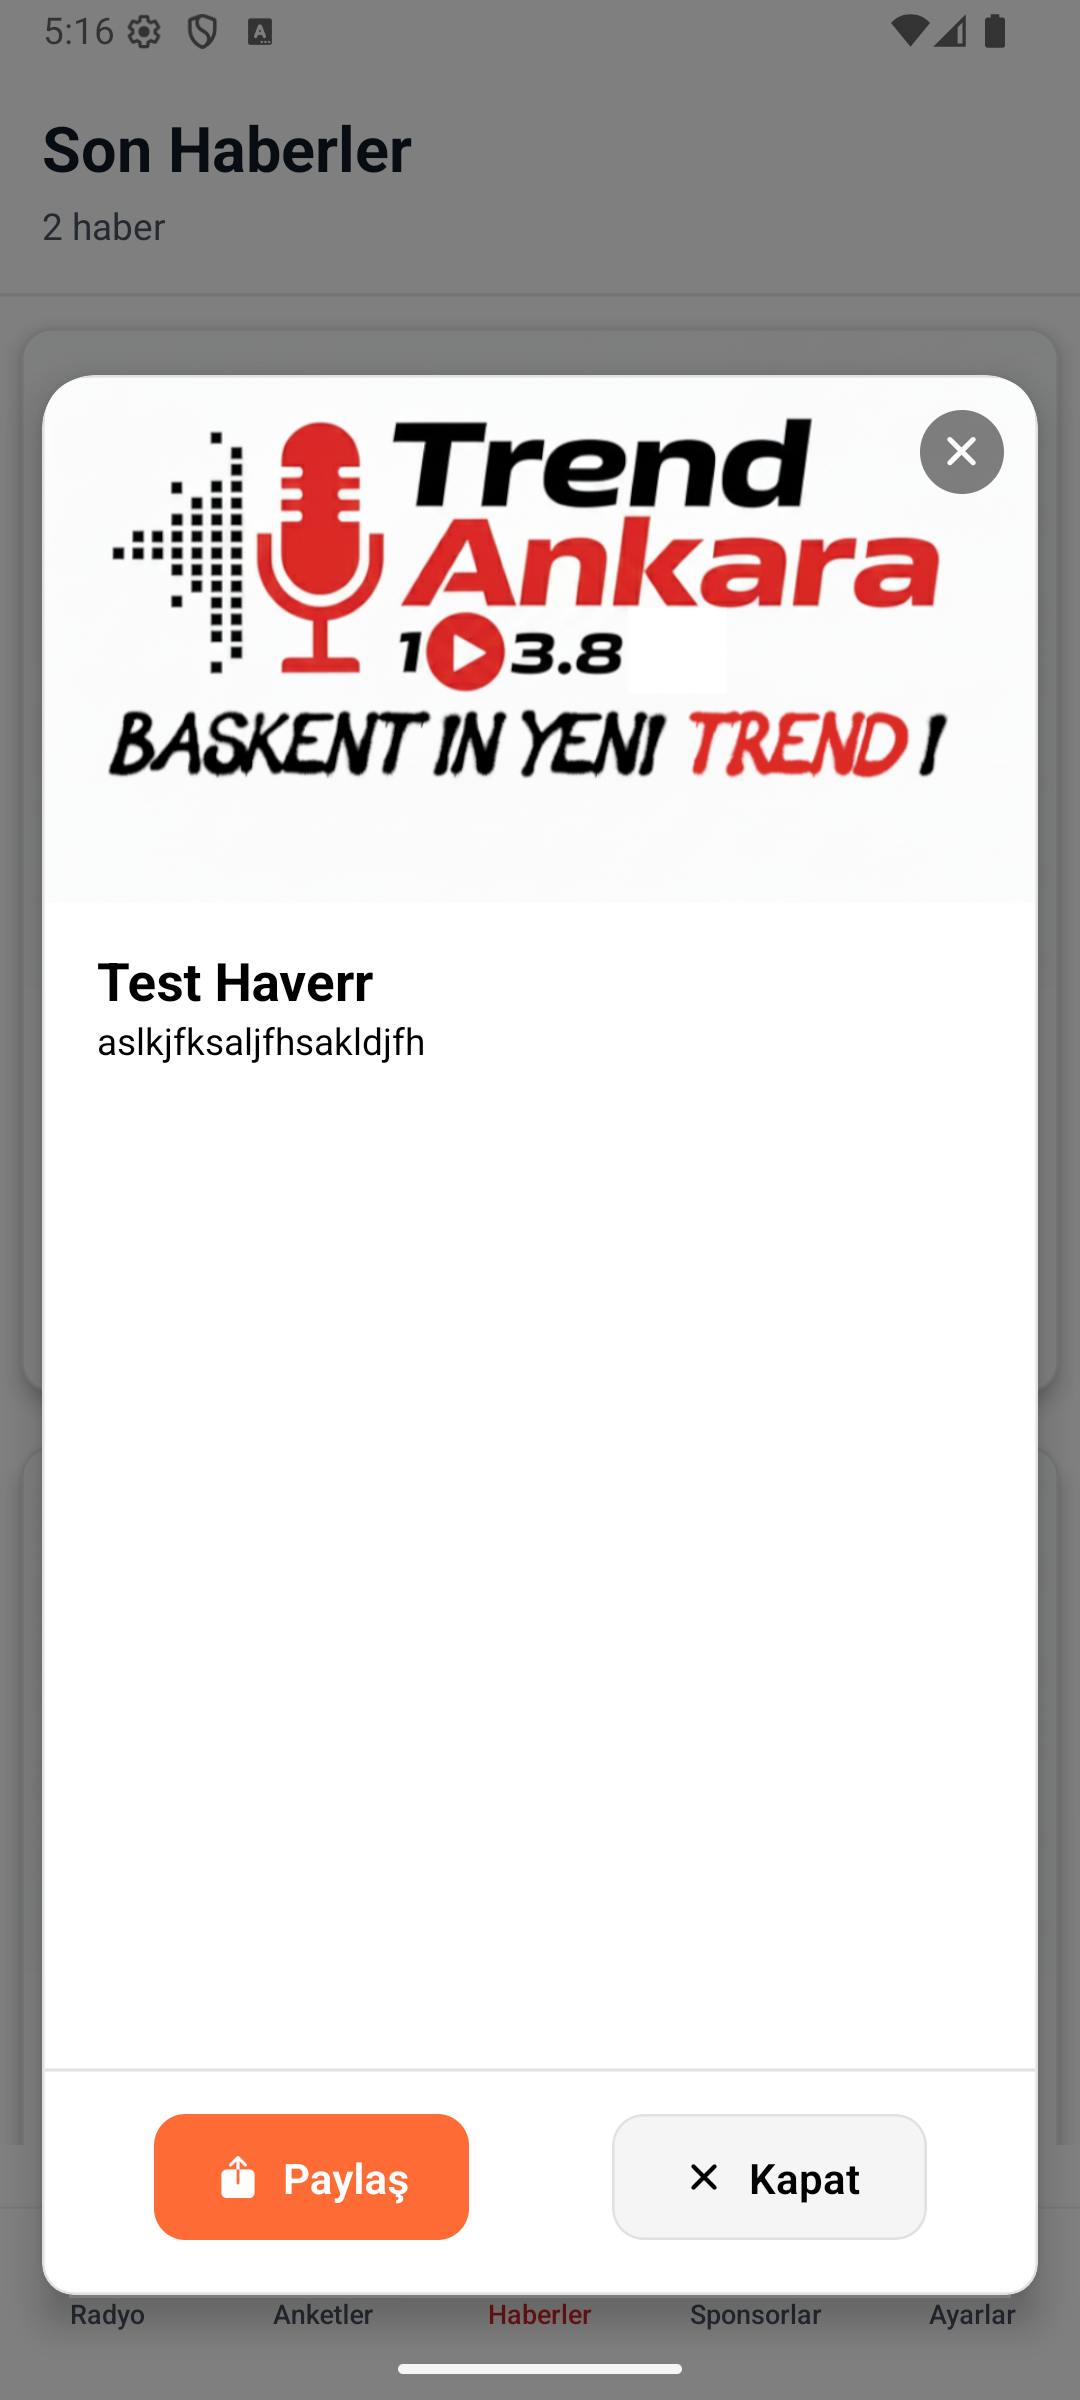 5:16
Son Haberler
2 haber
Trend
Ankara
103.8
BASKENT IN YENI TREND !
Test Haverr
aslkjfksaljfhsakldjfh
Paylaş
Kapat
Radyo
Anketler
Haberler
Sponsorlar
Ayarlar